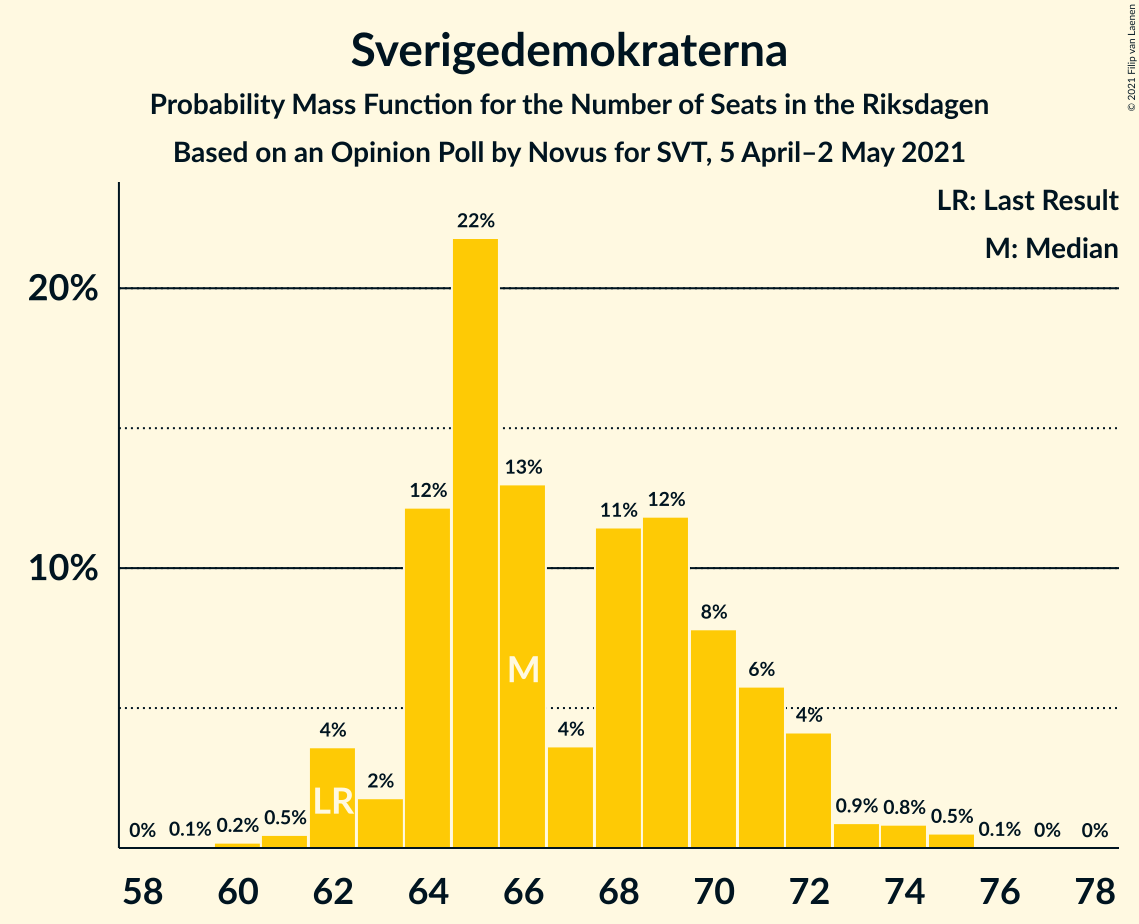 Sverigedemokraterna
Probability Mass Function for the Number of Seats in the Riksdagen
Based on an Opinion Poll by Novus for SVT, 5 April–2 May 2021
© 2021 Filip van Laenen
LR: Last Result
M: Median
20%
10%
0% 0.1% 0.2% 0.5% 4% 2% 12% 22% 13% 4% 11% 12% 8% 6% 4% 0.9% 0.8% 0.5% 0.1% 0% 0%
LR M
58 60 62 64 66 68 70 72 74 76 78